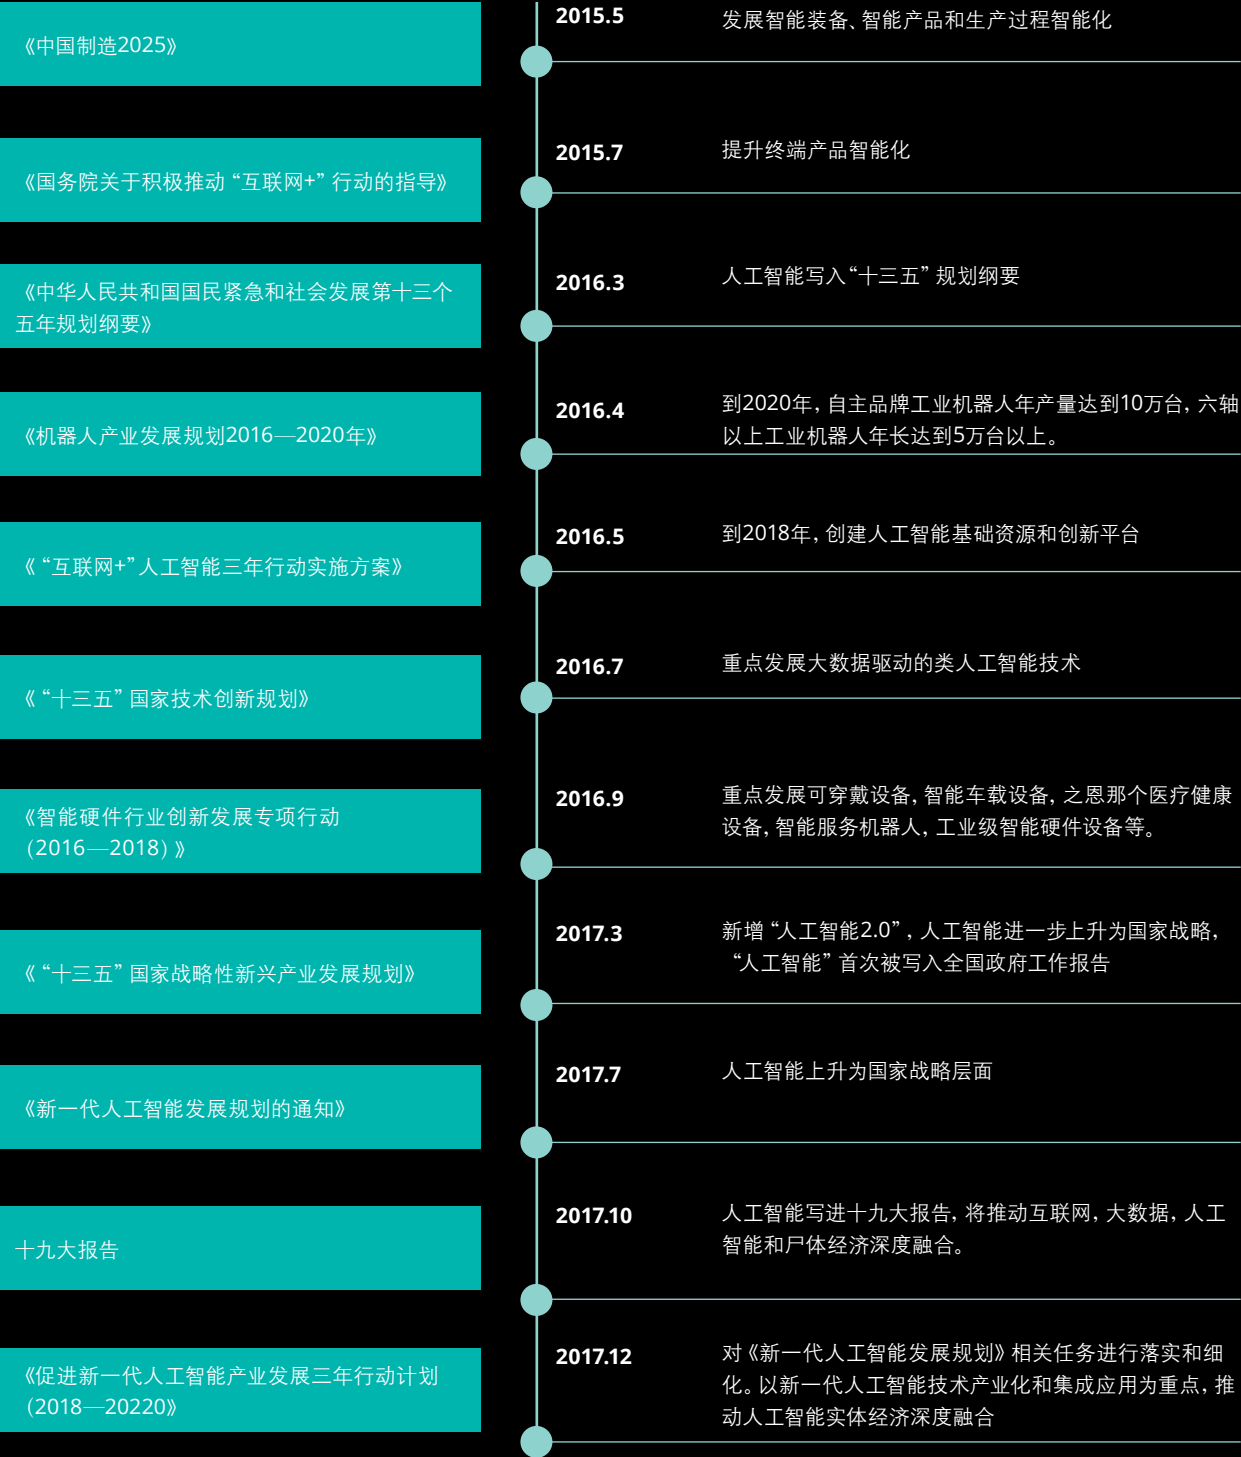 《中国制造2025》
2015.5
发展智能装备、智能产品和生产过程智能化
《国务院关于积极推动“互联网+”行动的指导》
2015.7
提升终端产品智能化
《中华人民共和国国民紧急和社会发展第十三个
五年规划纲要》
2016.3
人工智能写入“十三五”规划纲要
《机器人产业发展规划2016—2020年》
2016.4
到2020年，自主品牌工业机器人年产量达到10万台，六轴
以上工业机器人年长达到5万台以上。
《“互联网+”人工智能三年行动实施方案》
2016.5
到2018年，创建人工智能基础资源和创新平台
《“十三五”国家技术创新规划》
2016.7
重点发展大数据驱动的类人工智能技术
《智能硬件行业创新发展专项行动
（2016—2018）》
2016.9
重点发展可穿戴设备，智能车载设备，之恩那个医疗健康
设备，智能服务机器人，工业级智能硬件设备等。
《“十三五”国家战略性新兴产业发展规划》
2017.3
新增“人工智能2.0”，人工智能进一步上升为国家战略，
“人工智能”首次被写入全国政府工作报告
《新一代人工智能发展规划的通知》
2017.7
人工智能上升为国家战略层面
十九大报告
2017.10
人工智能写进十九大报告，将推动互联网，大数据，人工
智能和尸体经济深度融合。
《促进新一代人工智能产业发展三年行动计划
（2018—20220》
2017.12
对《新一代人工智能发展规划》相关任务进行落实和细
化。以新一代人工智能技术产业化和集成应用为重点，推
动人工智能实体经济深度融合